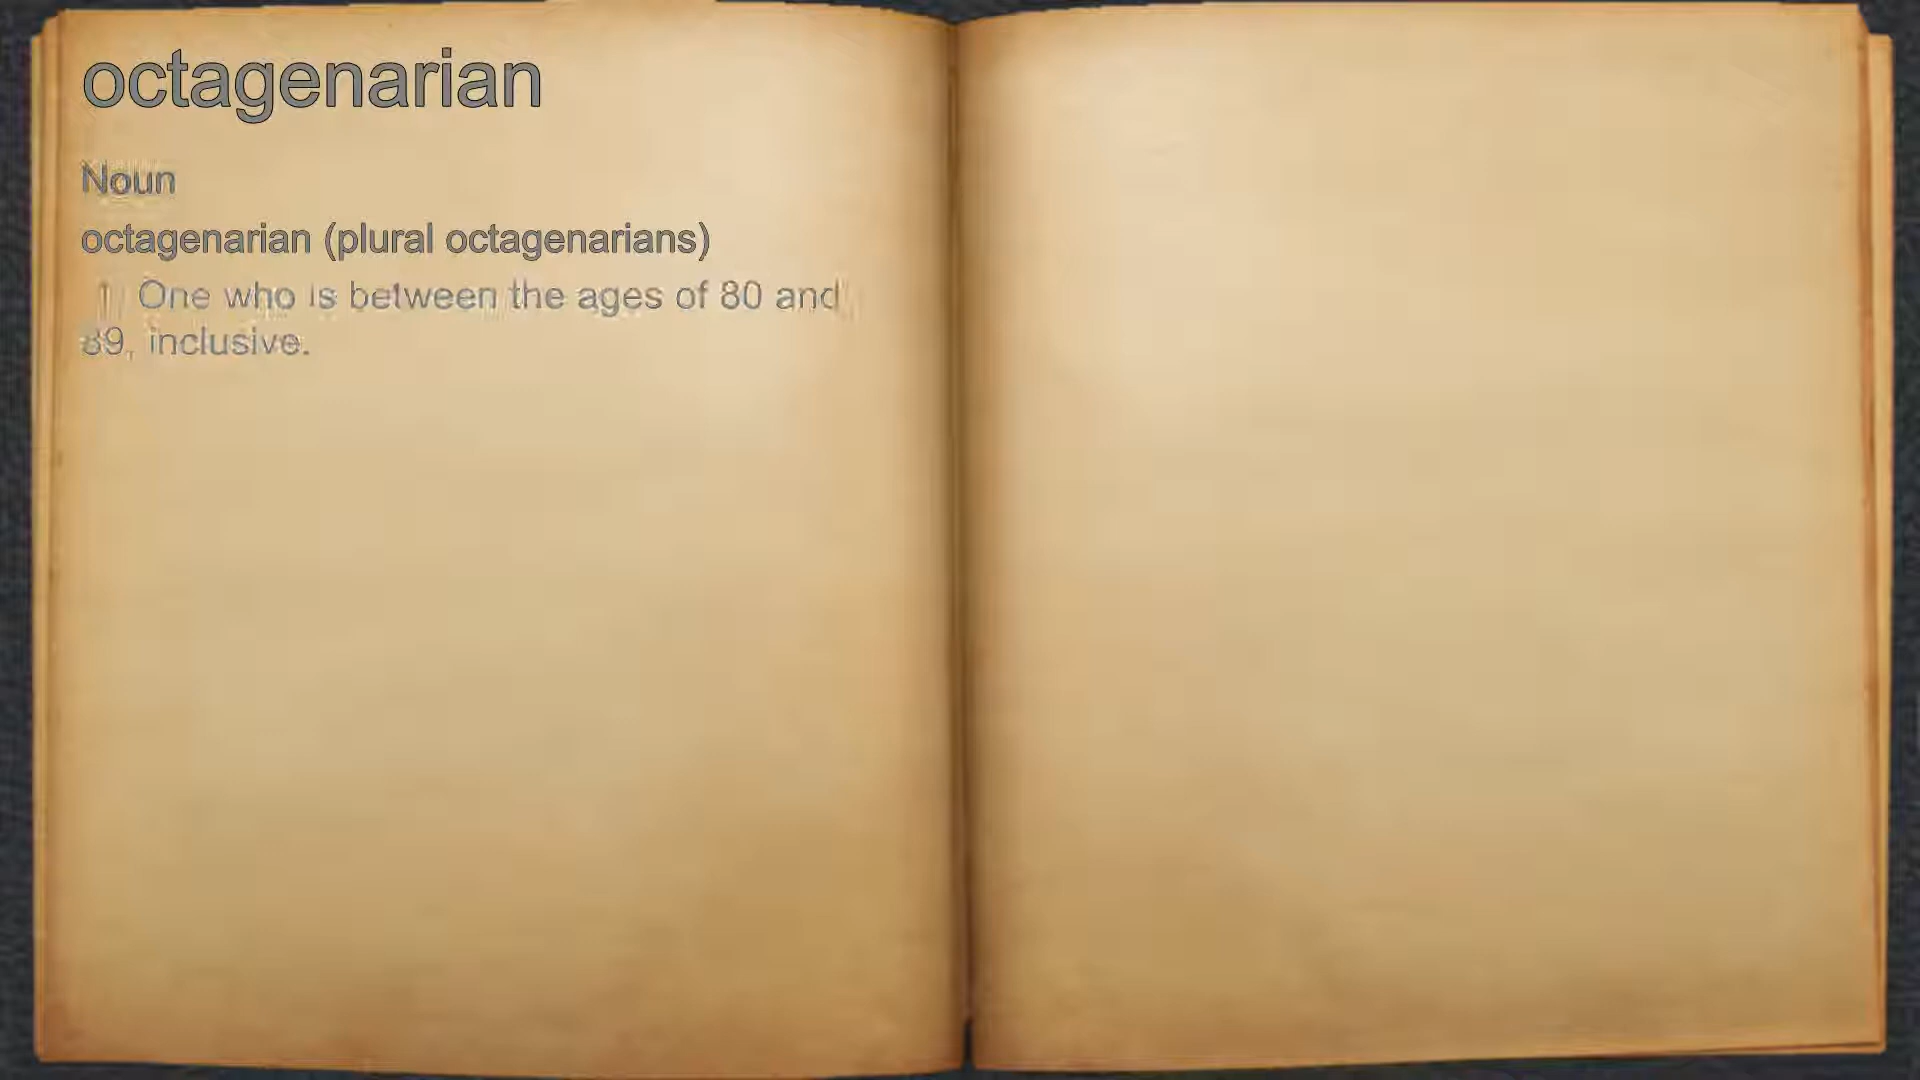 octagenarian
Noun
octagenarian (plural octagenarians)
1. One who is between the ages of 80 and
89, inclusive.